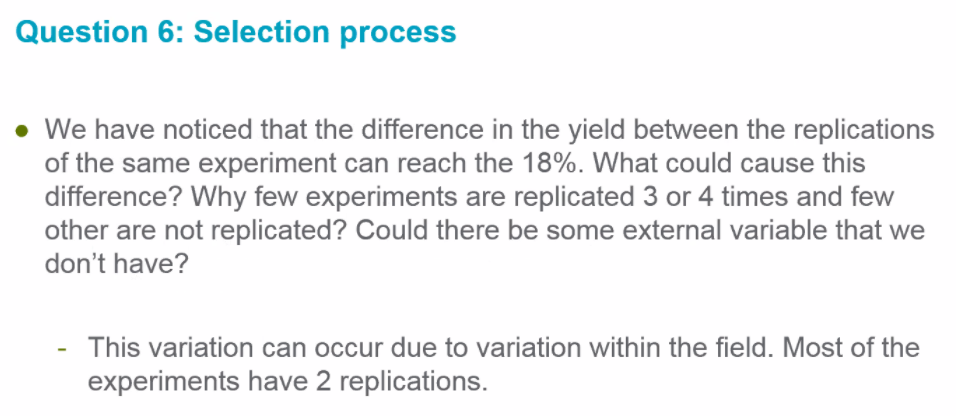 Question 6: Selection process
● We have noticed that the difference in the yield between the replications
of the same experiment can reach the 18%. What could cause this
difference? Why few experiments are replicated 3 or 4 times and few
other are not replicated? Could there be some external variable that we
don't have?
- This variation can occur due to variation within the field. Most of the
experiments have 2 replications.